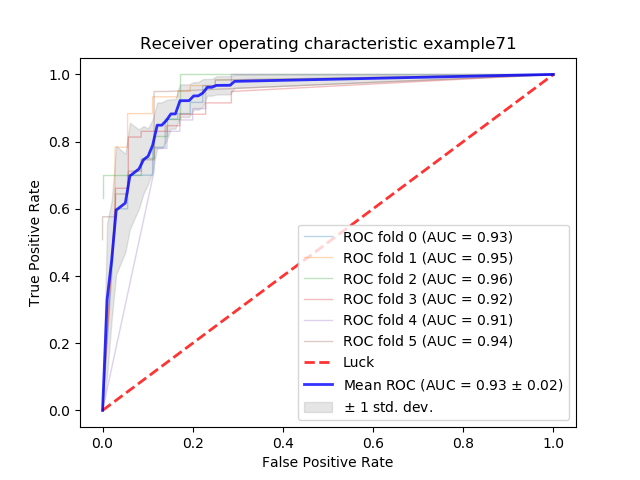 Receiver operating characteristic example71
1.0
0.8
0.6
0.4
0.2
0.0
True Positive Rate
ROC fold 0 (AUC = 0.93)
ROC fold 1 (AUC = 0.95)
ROC fold 2 (AUC = 0.96)
ROC fold 3 (AUC = 0.92)
ROC fold 4 (AUC = 0.91)
ROC fold 5 (AUC = 0.94)
Luck
Mean ROC (AUC = 0.93 ± 0.02)
± 1 std. dev.
0.0 0.2 0.4 0.6 0.8 1.0
False Positive Rate